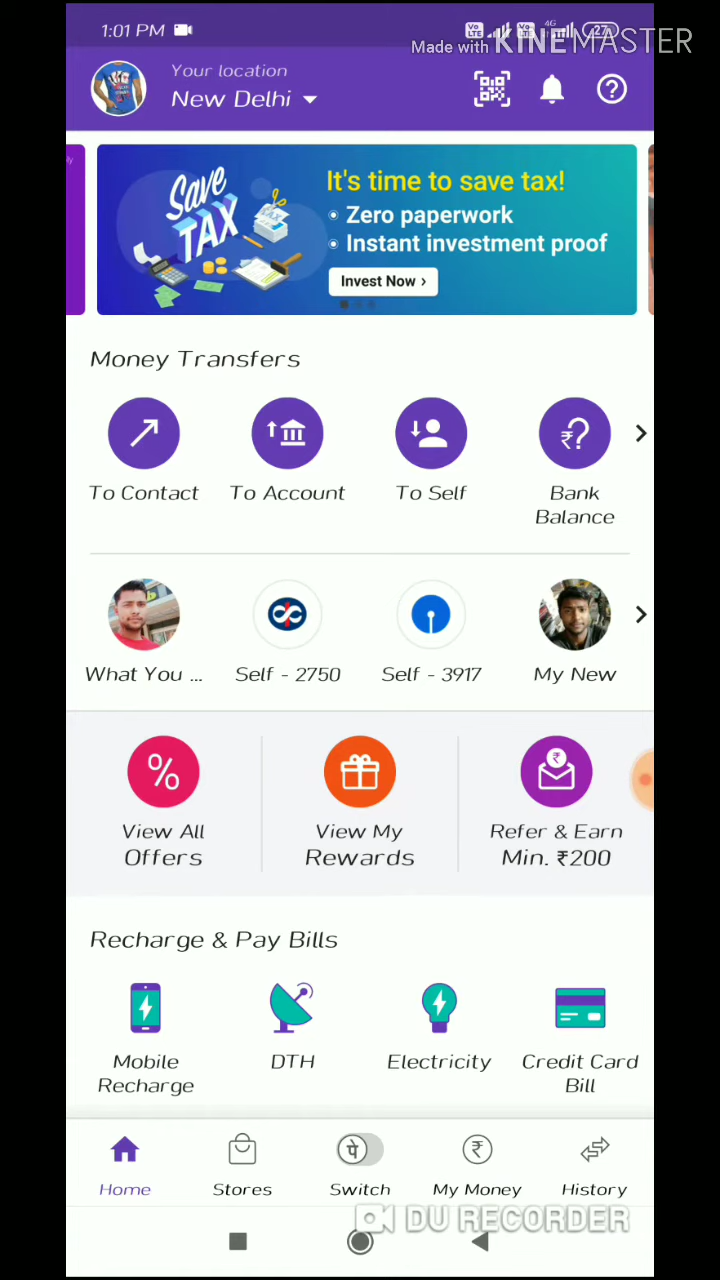 1:01 PM
4G
27
Made with KINEMASTER
Your location
New Delhi
Save
TAX
It's time to save tax!
Zero paperwork
Instant investment proof
Invest Now ›
Money Transfers
To Contact
To Account
To Self
Bank
Balance
What You ...
Self - 2750
Self - 3917
My New
%
View All
Offers
View My
Rewards
₹
Refer & Earn
Min. ₹200
Recharge & Pay Bills
Mobile
Recharge
DTH
Electricity
Credit Card
Bill
पे
₹
Home
Stores
Switch
My Money
History
DU RECORDER